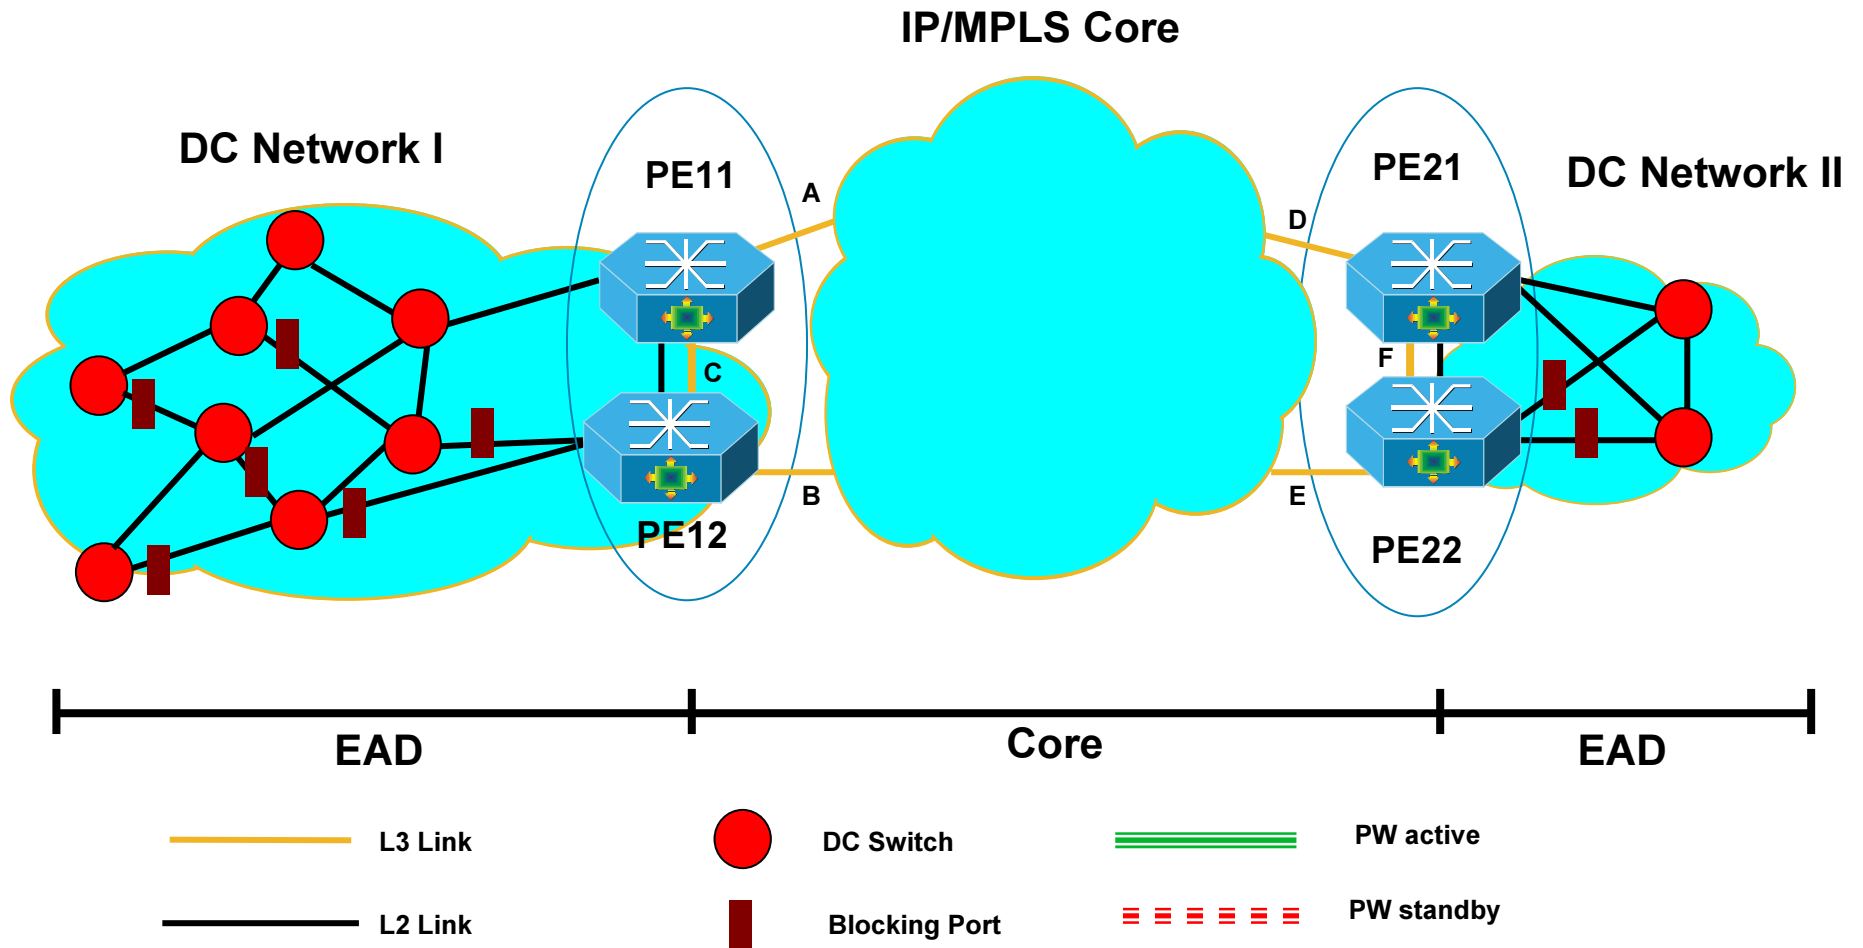 IP/MPLS Core
DC Network I
PE11
PE21
DC Network II
A
D
C
F
B
E
PE12
PE22
EAD
Core
EAD
L3 Link
DC Switch
PW active
L2 Link
Blocking Port
PW standby